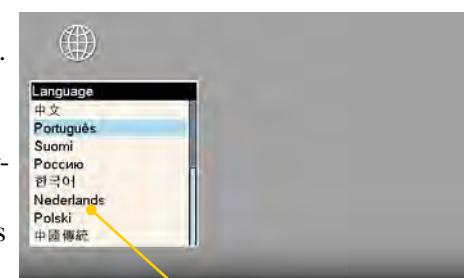 .
Language
中文
Português
Suomi
Россию
한국어
-
Nederlands
Polski
s
中國傳統